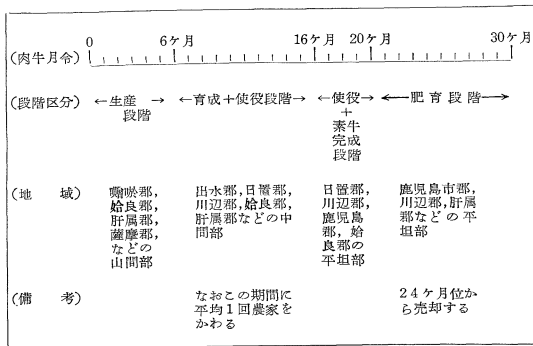 0 6ヶ月 16ヶ月 20ヶ月 30ヶ月
(肉牛月令)
(段階区分) ←生産段階→ ←育成+使役段階→ ←使役+素牛完成段階→ ←肥育段階→
(地域)
囎唹郡,
姶良郡,
肝属郡,
薩摩郡,
などの
山間部
出水郡,日置郡,
川辺郡,姶良郡,
肝属郡などの中
間部
日置郡,
川辺郡,
鹿児島
郡,姶
良郡の
平坦部
鹿児島市郡,
川辺郡,肝属
郡などの平
坦部
(備考)
なおこの期間に
平均1回農家を
かわる
24ヶ月位か
ら売却する